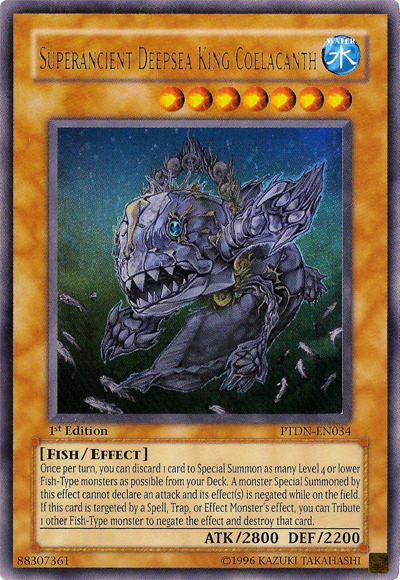 SUPERANCIENT DEEPSEA KING COELACANTH
WATER
水
1st Edition
PTDN-EN034
[FISH/EFFECT]
Once per turn, you can discard 1 card to Special Summon as many Level 4 or lower
Fish-Type monsters as possible from your Deck. A monster Special Summoned by
this effect cannot declare an attack and its effect(s) is negated while on the field.
If this card is targeted by a Spell, Trap, or Effect Monster's effect, you can Tribute
1 other Fish-Type monster to negate the effect and destroy that card.
ATK/2800 DEF/2200
88307361
©1996 KAZUKI TAKAHASHI